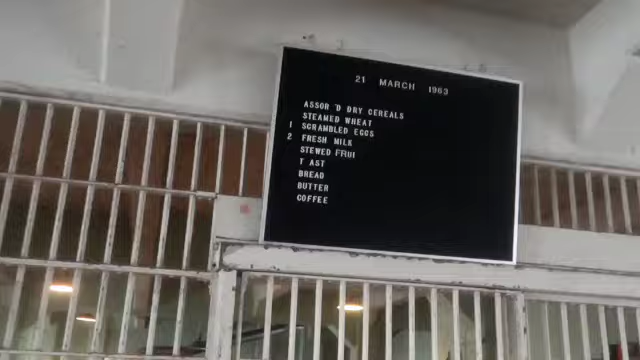 21 MARCH 1963
ASSOR 'D DRY CEREALS
STEAMED WHEAT
1 SCRAMBLED EGGS
2 FRESH MILK
STEWED FRUI
T AST
BREAD
BUTTER
COFFEE